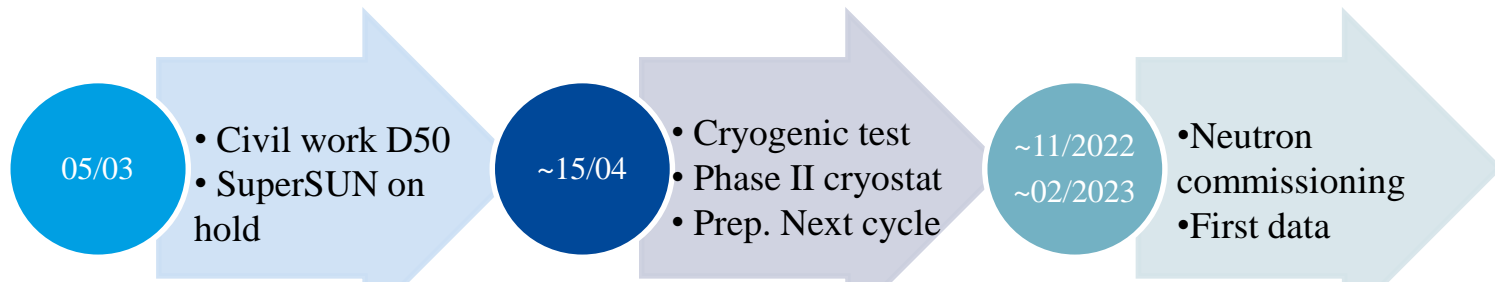 05/03
• Civil work D50
• SuperSUN on
hold
~15/04
• Cryogenic test
• Phase II cryostat
• Prep. Next cycle
~11/2022
~02/2023
•Neutron
commissioning
•First data